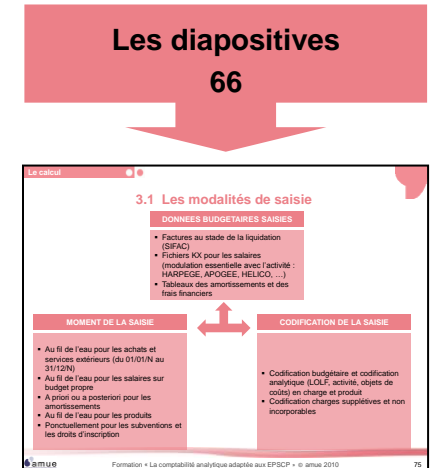 Les diapositives
66
Le calcul
3.1 Les modalités de saisie
DONNEES BUDGETAIRES SAISIES
▪ Factures au stade de la liquidation
(SIFAC)
▪ Fichiers KX pour les salaires
(modulation essentielle avec l'activité :
HARPEGE, APOGEE, HELICO, …)
▪ Tableaux des amortissements et des
frais financiers
MOMENT DE LA SAISIE
▪ Au fil de l'eau pour les achats et
services extérieurs (du 01/01/N au
31/12/N)
▪ Au fil de l'eau pour les salaires sur
budget propre
▪ A priori ou a posteriori pour les
amortissements
▪ Au fil de l'eau pour les produits
▪ Ponctuellement pour les subventions et
les droits d'inscription
CODIFICATION DE LA SAISIE
▪ Codification budgétaire et codification
analytique (LOLF, activité, objets de
coûts) en charge et produit
▪ Codification charges supplétives et non
incorporables
amue
Formation • La comptabilité analytique adaptée aux EPSCP • © amue 2010
75